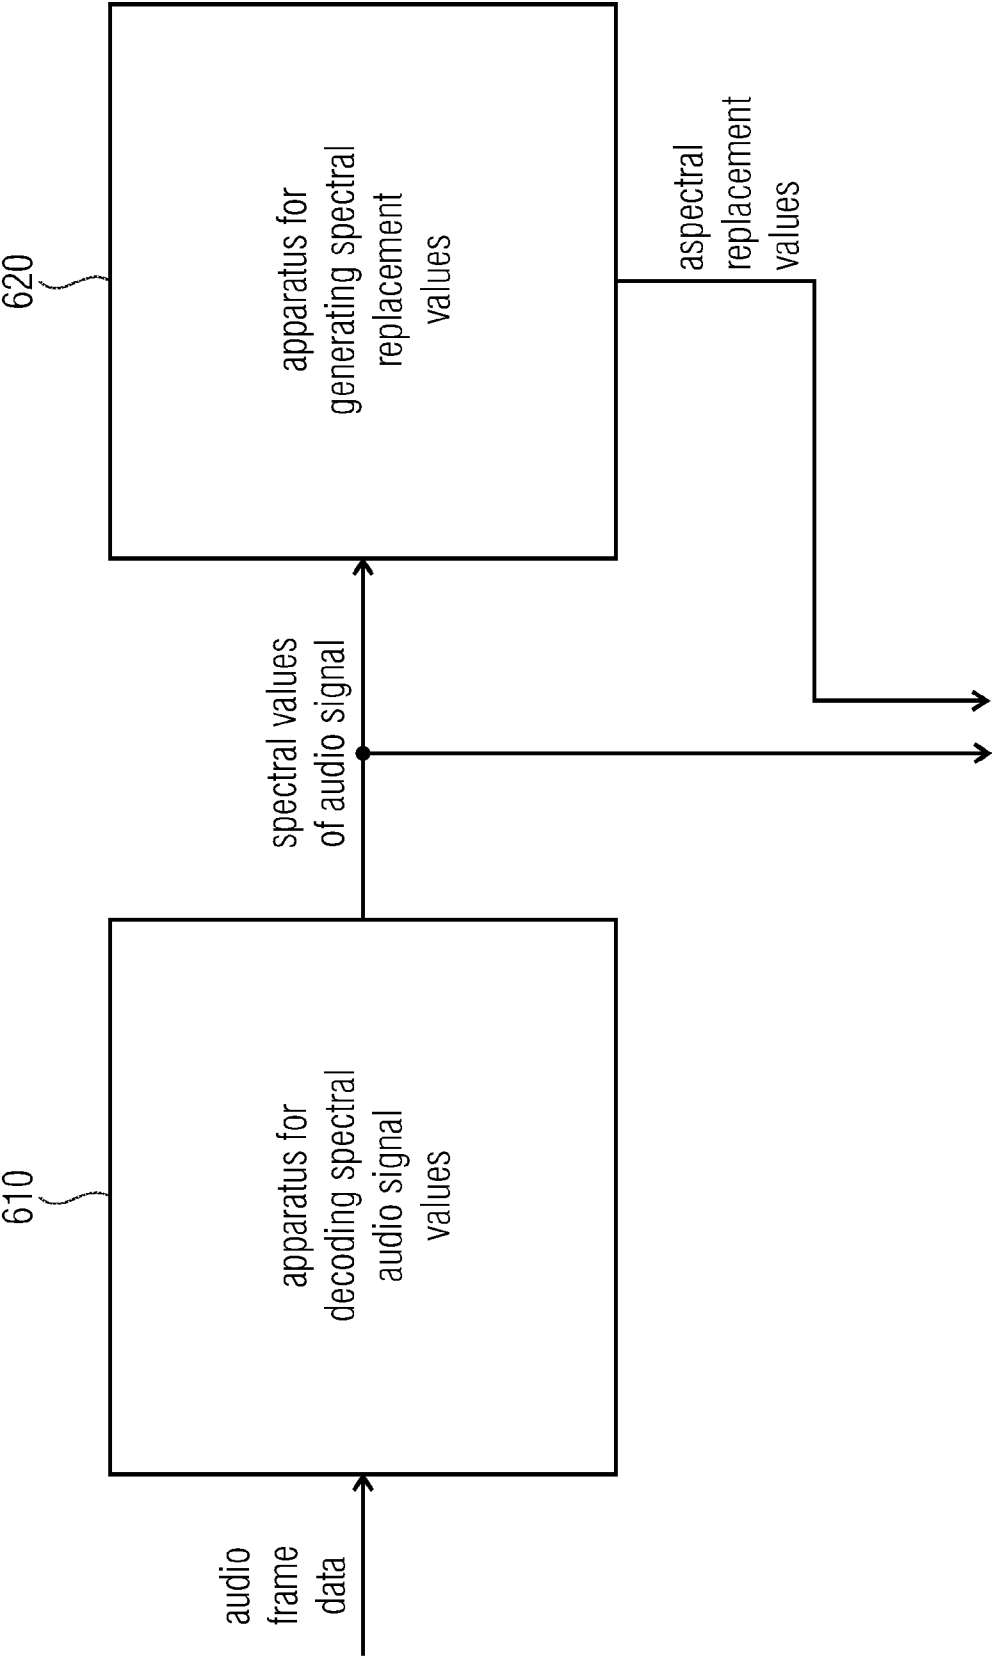 610
620
audio
frame
data
apparatus for
decoding spectral
audio signal
values
spectral values
of audio signal
apparatus for
generating spectral
replacement
values
aspectral
replacement
values